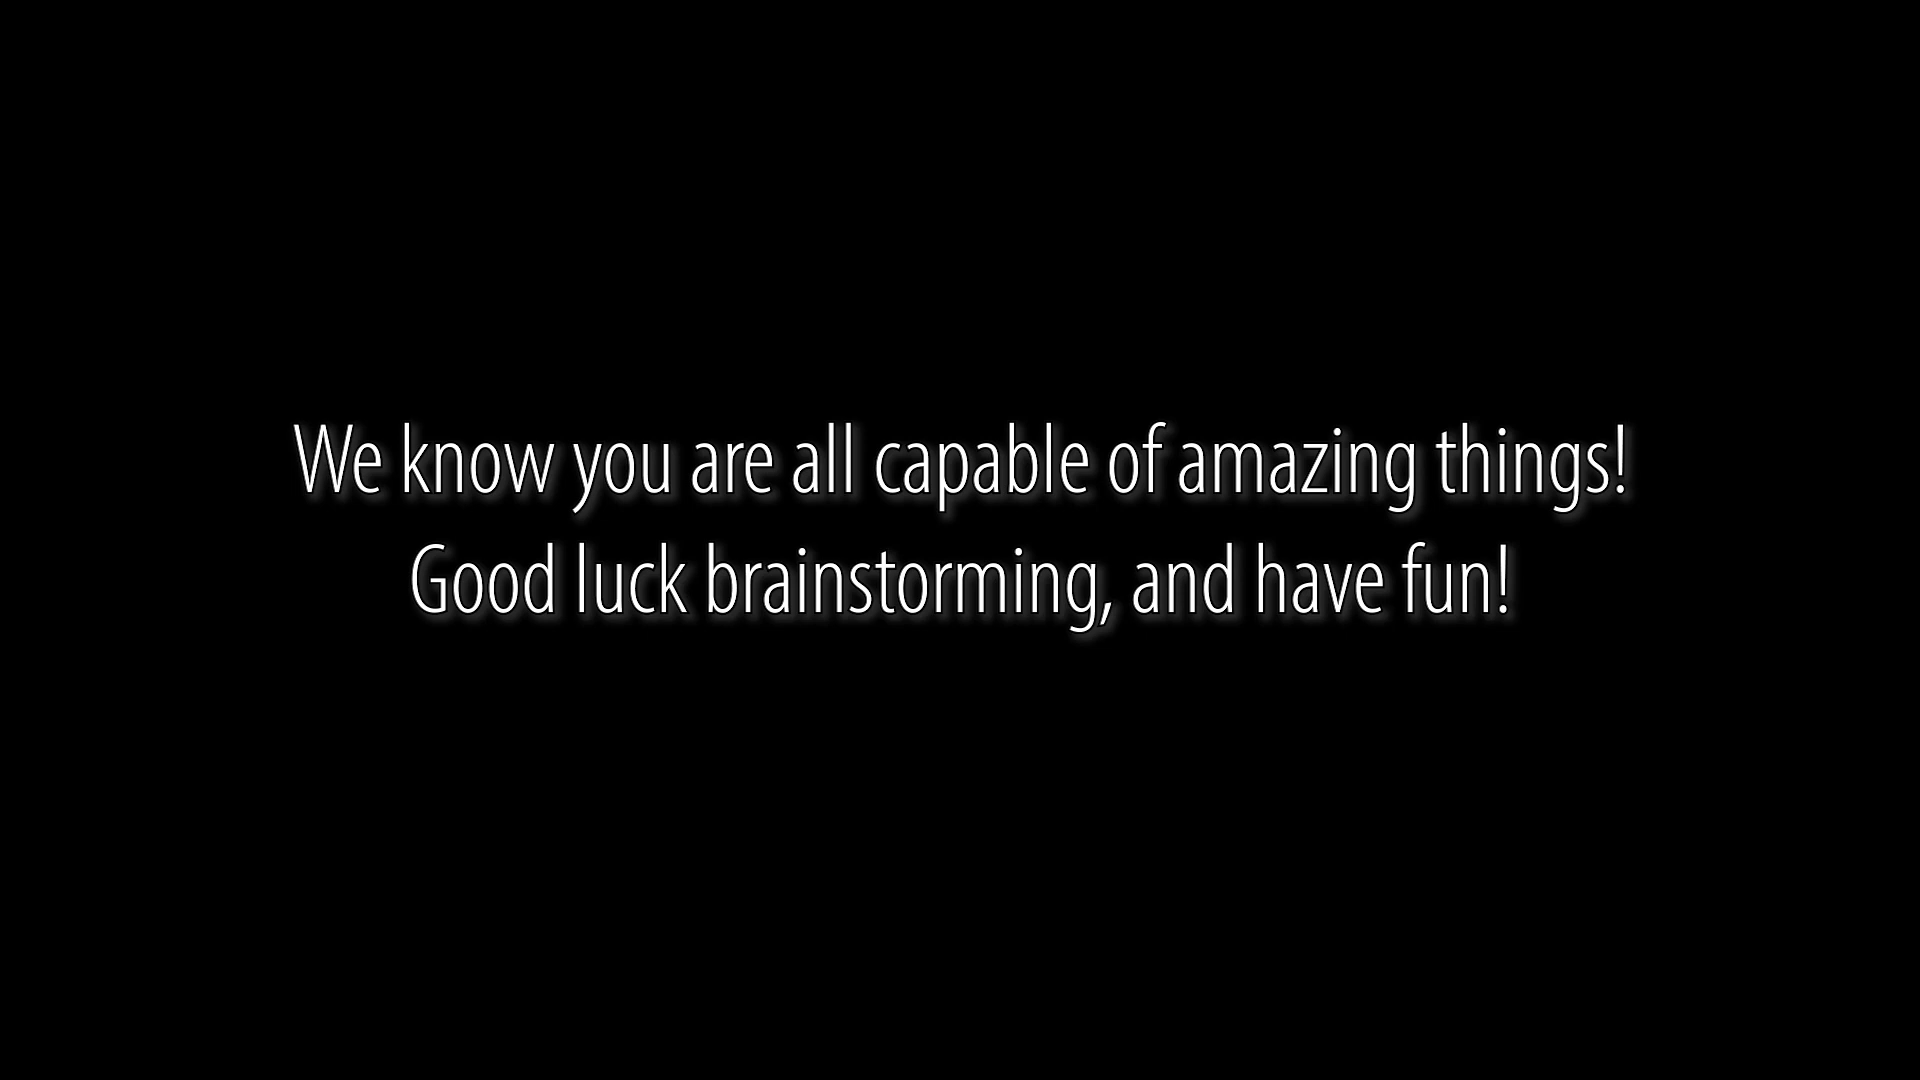 We know you are all capable of amazing things!
Good luck brainstorming, and have fun!